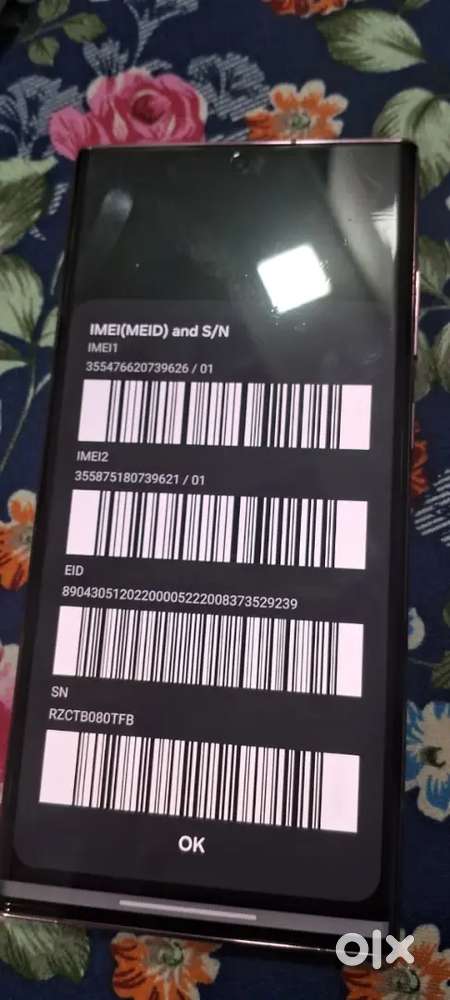 IMEI(MEID) and S/N
IMEI1
355476620739626 / 01
IMEI2
355875180739621 / 01
EID
89043051202200005222008373529239
SN
RZCTB080TFB
OK
olx